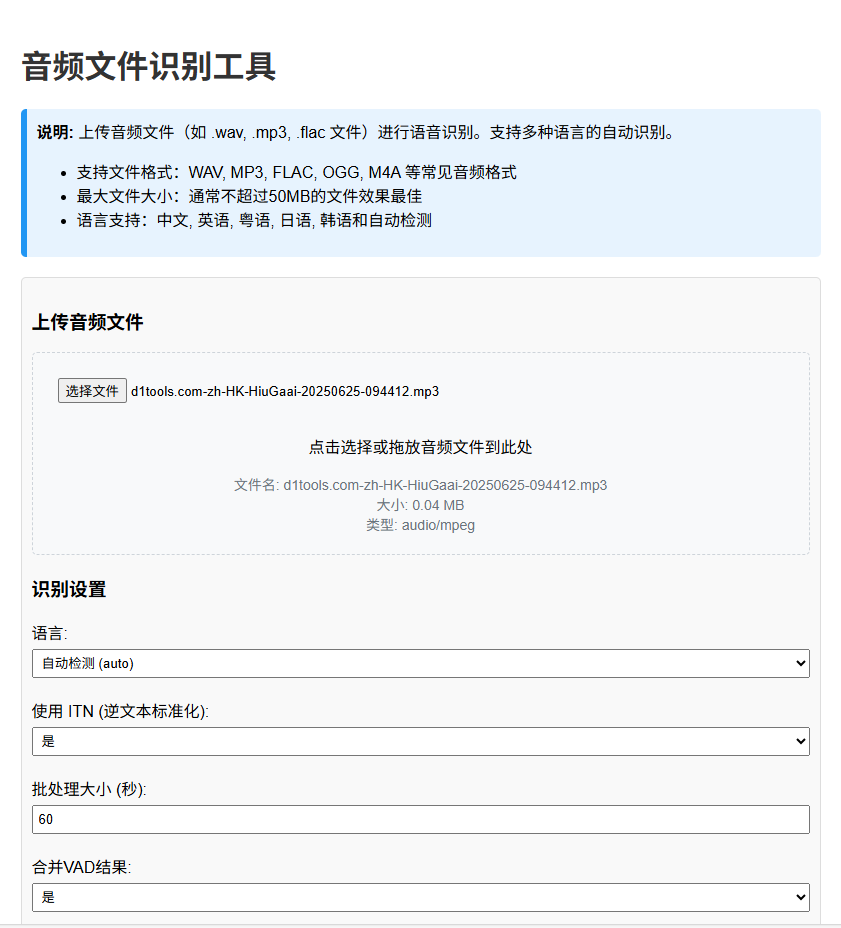 音频文件识别工具
说明: 上传音频文件（如 .wav, .mp3, .flac 文件）进行语音识别。支持多种语言的自动识别。
支持文件格式：WAV, MP3, FLAC, OGG, M4A 等常见音频格式
最大文件大小：通常不超过50MB的文件效果最佳
语言支持：中文, 英语, 粤语, 日语, 韩语和自动检测
上传音频文件
选择文件 d1tools.com-zh-HK-HiuGaai-20250625-094412.mp3
点击选择或拖放音频文件到此处
文件名: d1tools.com-zh-HK-HiuGaai-20250625-094412.mp3
大小: 0.04 MB
类型: audio/mpeg
识别设置
语言:
自动检测 (auto)
使用 ITN (逆文本标准化):
是
批处理大小 (秒):
60
合并VAD结果:
是